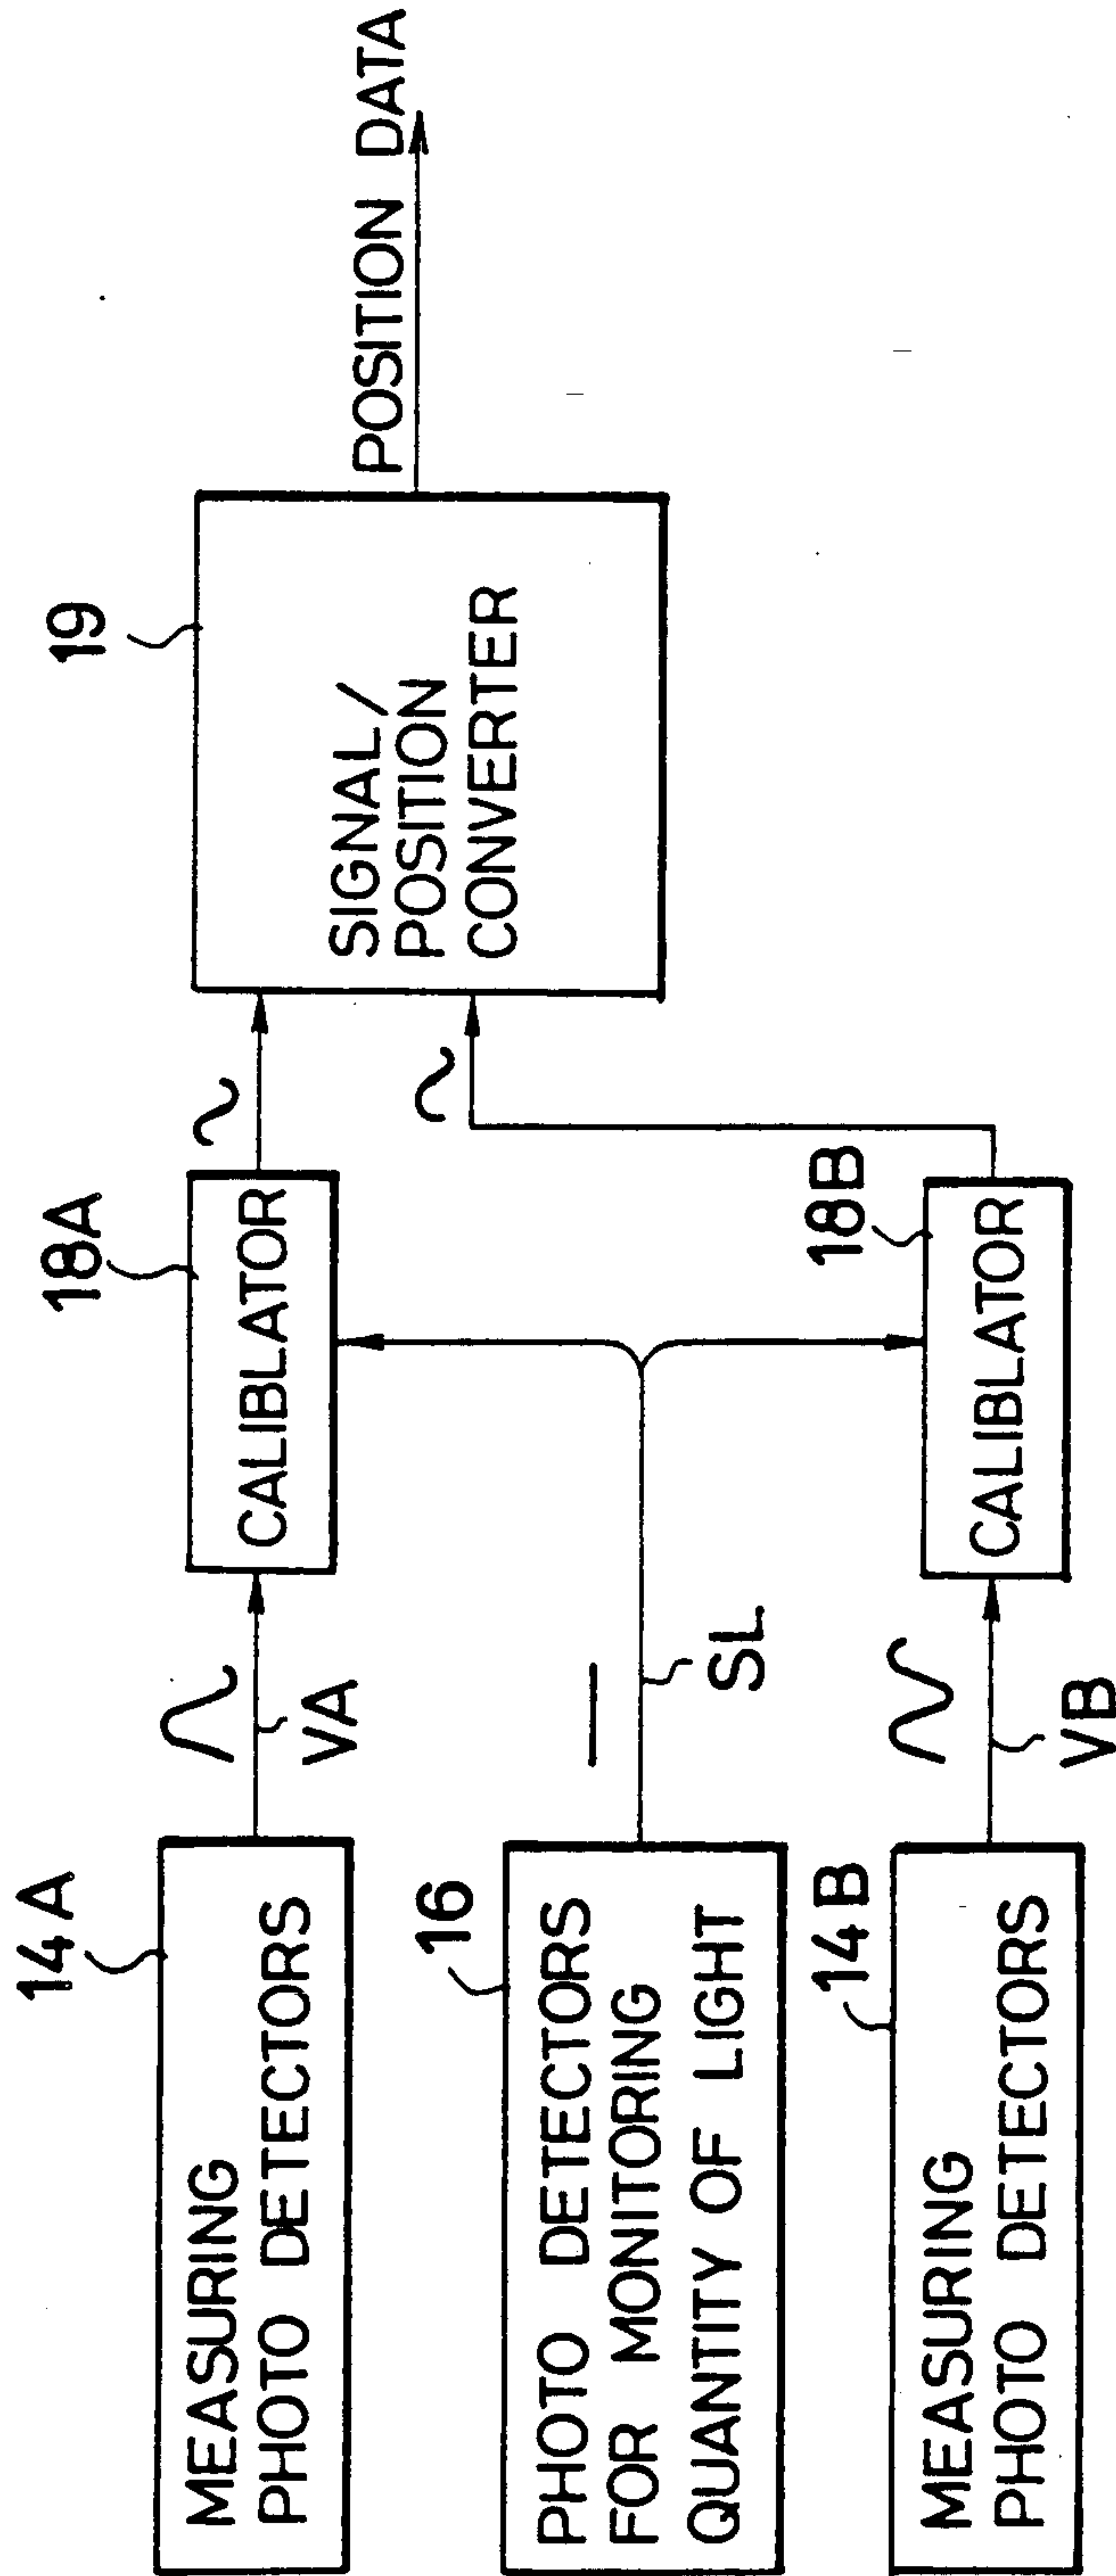 14A
MEASURING
PHOTO DETECTORS
VA
18A
CALIBLATOR
19
SIGNAL/
POSITION
CONVERTER
POSITION DATA
16
PHOTO DETECTORS
FOR MONITORING
QUANTITY OF LIGHT
SL
14B
MEASURING
PHOTO DETECTORS
VB
18B
CALIBLATOR